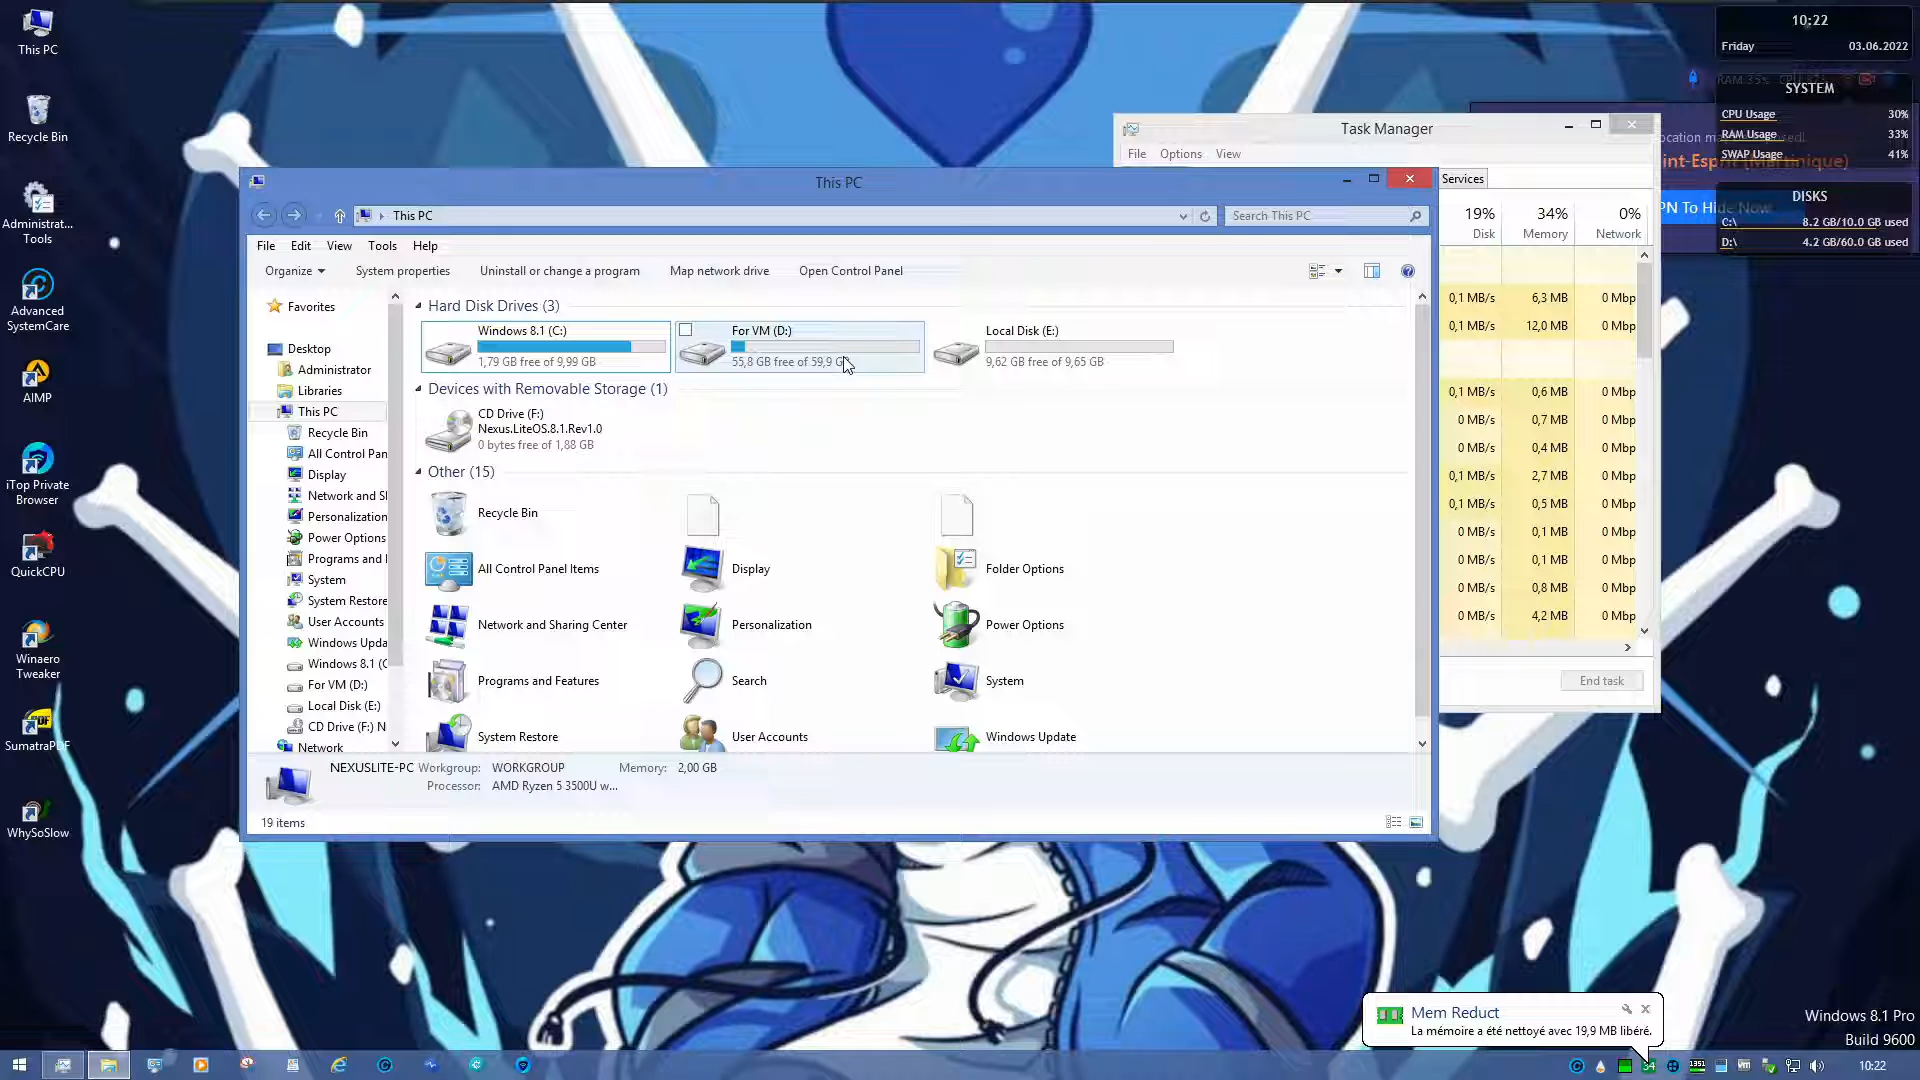 This PC
Recycle Bin
Administrat...
Tools
Advanced
SystemCare
AIMP
iTop Private
Browser
QuickCPU
Winaero
Tweaker
SumatraPDF
WhySoSlow
This PC
This PC
Search This PC
File Edit View Tools Help
Organize System properties Uninstall or change a program Map network drive Open Control Panel
Favorites
Desktop
Administrator
Libraries
This PC
Recycle Bin
All Control Pan
Display
Network and Sh
Personalization
Power Options
Programs and
System
System Restore
User Accounts
Windows Upda
Windows 8.1 (C
For VM (D:)
Local Disk (E:)
CD Drive (F:) N
Network
Hard Disk Drives (3)
Windows 8.1 (C:)
1,79 GB free of 9,99 GB
For VM (D:)
55,8 GB free of 59,9
Local Disk (E:)
9,62 GB free of 9,65 GB
Devices with Removable Storage (1)
CD Drive (F:)
Nexus.LiteOS.8.1.Rev1.0
0 bytes free of 1,88 GB
Other (15)
Recycle Bin
All Control Panel Items Display Folder Options
Network and Sharing Center Personalization Power Options
Programs and Features Search System
System Restore User Accounts Windows Update
NEXUSLITE-PC Workgroup: WORKGROUP Memory: 2,00 GB
Processor: AMD Ryzen 5 3500U w...
19 items
Task Manager
File Options View
Services
19% 34% 0%
Disk Memory Network
0,1 MB/s 6,3 MB 0 Mbp
0,1 MB/s 12,0 MB 0 Mbp
0,1 MB/s 0,6 MB 0 Mbp
0 MB/s 0,7 MB 0 Mbp
0 MB/s 0,4 MB 0 Mbp
0,1 MB/s 2,7 MB 0 Mbp
0,1 MB/s 0,5 MB 0 Mbp
0 MB/s 0,1 MB 0 Mbp
0 MB/s 0,1 MB 0 Mbp
0 MB/s 0,8 MB 0 Mbp
0 MB/s 4,2 MB 0 Mbp
End task
10:22
Friday 03.06.2022
SYSTEM
CPU Usage 30%
RAM Usage 33%
SWAP Usage 41%
int-Esprit (Martinique)
PN To Hide Now
DISKS
C:\ 8.2 GB/10.0 GB used
D:\ 4.2 GB/60.0 GB used
Mem Reduct
La mémoire a été nettoyé avec 19,9 MB libéré.
Windows 8.1 Pro
Build 9600
34
1351
10:22